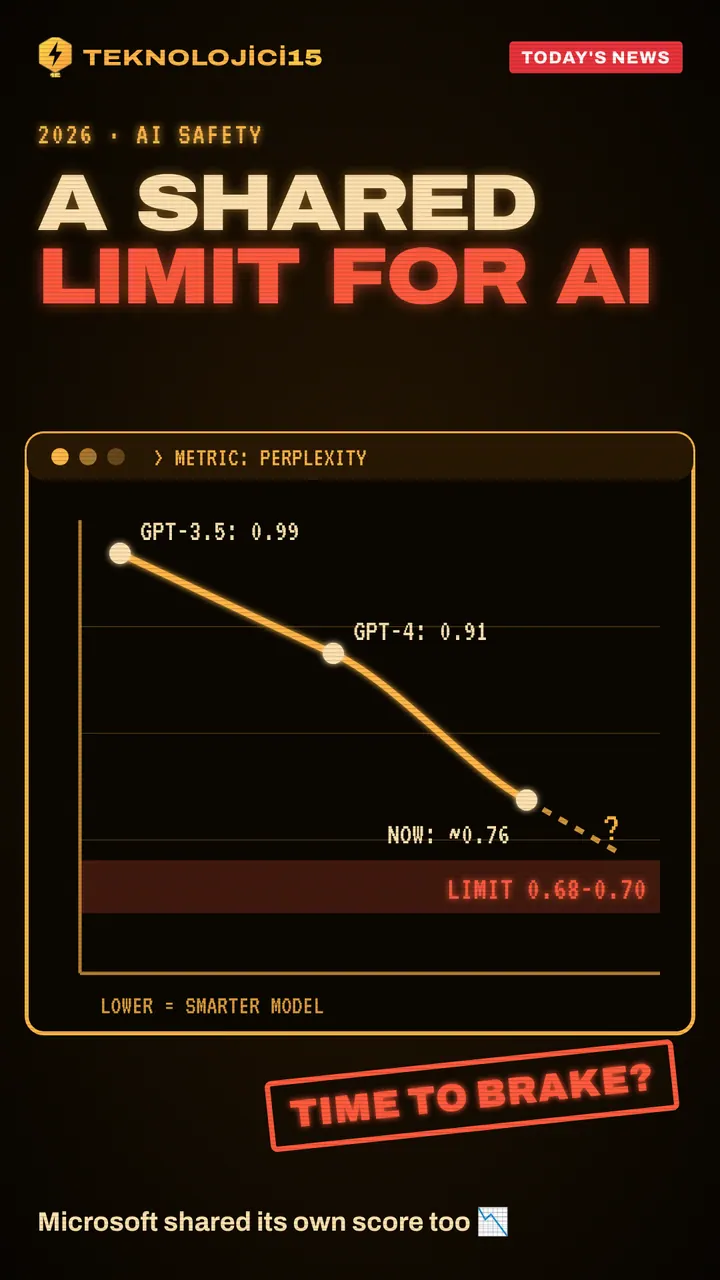 TEKNOLOJİCİ15
TODAY'S NEWS
2026 · AI SAFETY
A SHARED
LIMIT FOR AI
> METRIC: PERPLEXITY
GPT-3.5: 0.99
GPT-4: 0.91
NOW: ~0.76
?
LIMIT 0.68-0.70
LOWER = SMARTER MODEL
TIME TO BRAKE?
Microsoft shared its own score too 📉